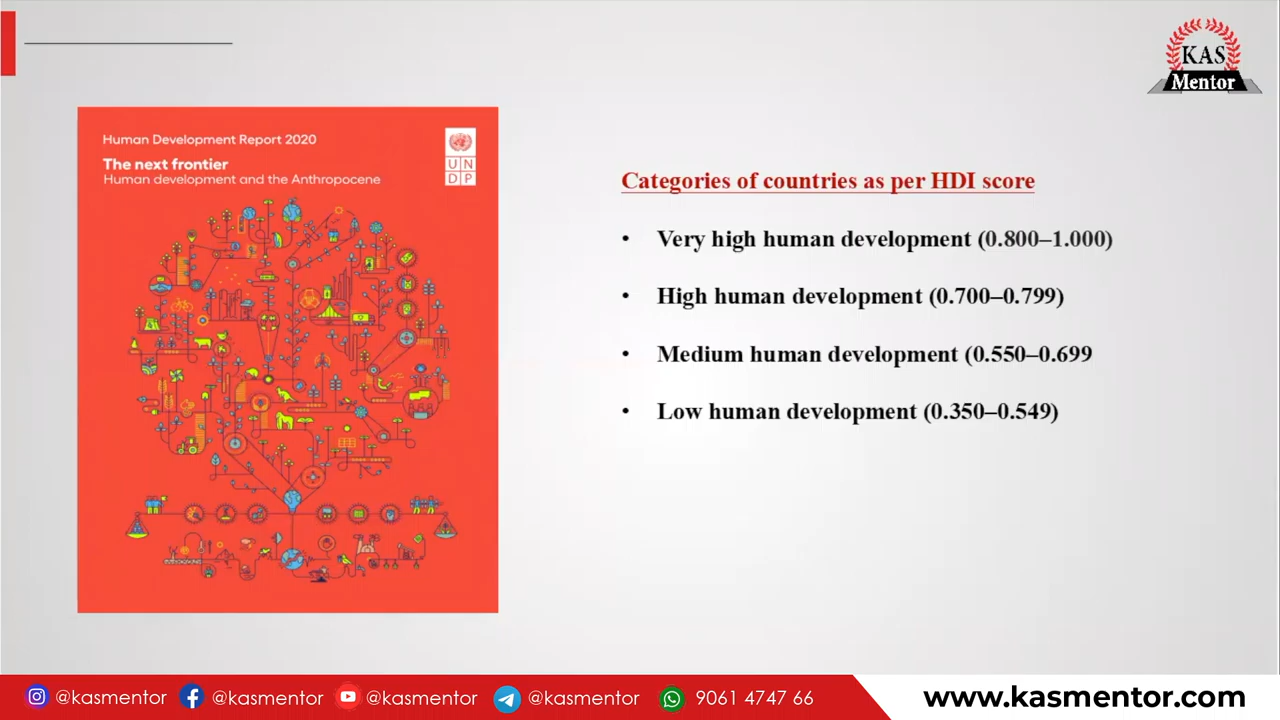 KAS
Mentor
Human Development Report 2020
The next frontier
Human development and the Anthropocene
U N
D P
Categories of countries as per HDI score
• Very high human development (0.800–1.000)
• High human development (0.700–0.799)
• Medium human development (0.550–0.699
• Low human development (0.350–0.549)
@kasmentor @kasmentor @kasmentor @kasmentor 9061 4747 66
www.kasmentor.com